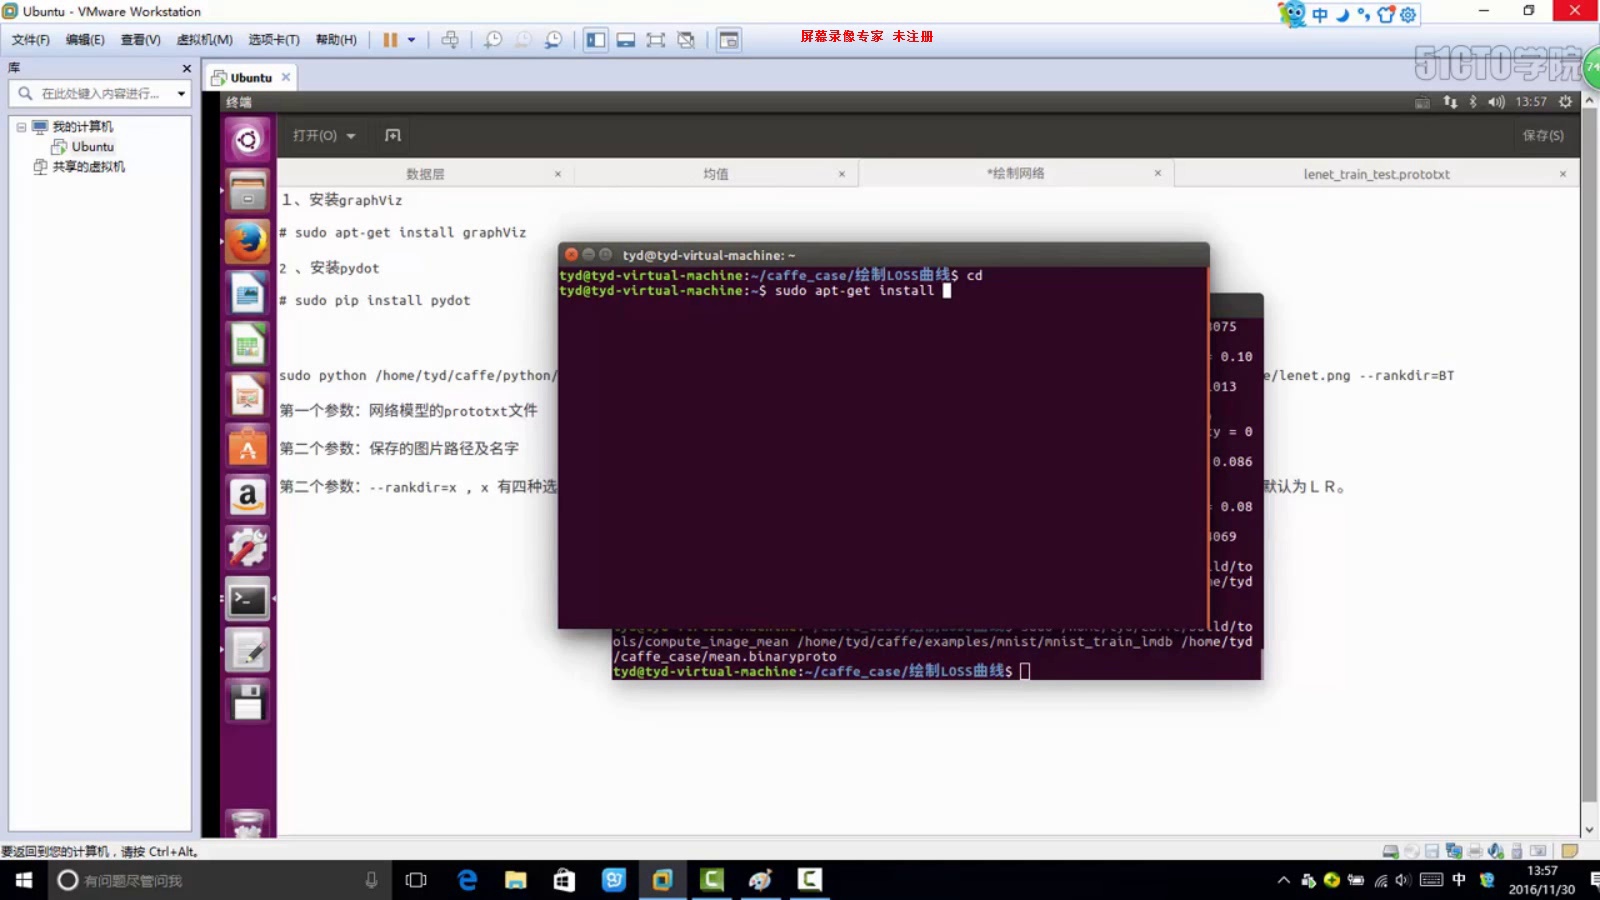 Ubuntu - VMware Workstation
中
文件(F) 编辑(E) 查看(V) 虚拟机(M) 选项卡(T) 帮助(H)
屏幕录像专家 未注册
51CTO学院
74
库
在此处键入内容进行...
我的计算机
Ubuntu
共享的虚拟机
Ubuntu
终端
13:57
打开(O)
保存(S)
数据层
均值
*绘制网络
lenet_train_test.prototxt
1、安装graphViz
# sudo apt-get install graphViz
2 、安装pydot
# sudo pip install pydot
sudo python /home/tyd/caffe/python/
e/lenet.png --rankdir=BT
第一个参数：网络模型的prototxt文件
第二个参数：保存的图片路径及名字
第二个参数：--rankdir=x , x 有四种选
默认为ＬＲ。
tyd@tyd-virtual-machine: ~
tyd@tyd-virtual-machine:~/caffe_case/绘制LOSS曲线$ cd
tyd@tyd-virtual-machine:~$ sudo apt-get install
075
= 0.10
013
ty = 0
0.086
= 0.08
069
ild/to
e/tyd
ols/compute_image_mean /home/tyd/caffe/examples/mnist/mnist_train_lmdb /home/tyd
/caffe_case/mean.binaryproto
tyd@tyd-virtual-machine:~/caffe_case/绘制LOSS曲线$
要返回到您的计算机，请按 Ctrl+Alt。
有问题尽管问我
中
13:57
2016/11/30